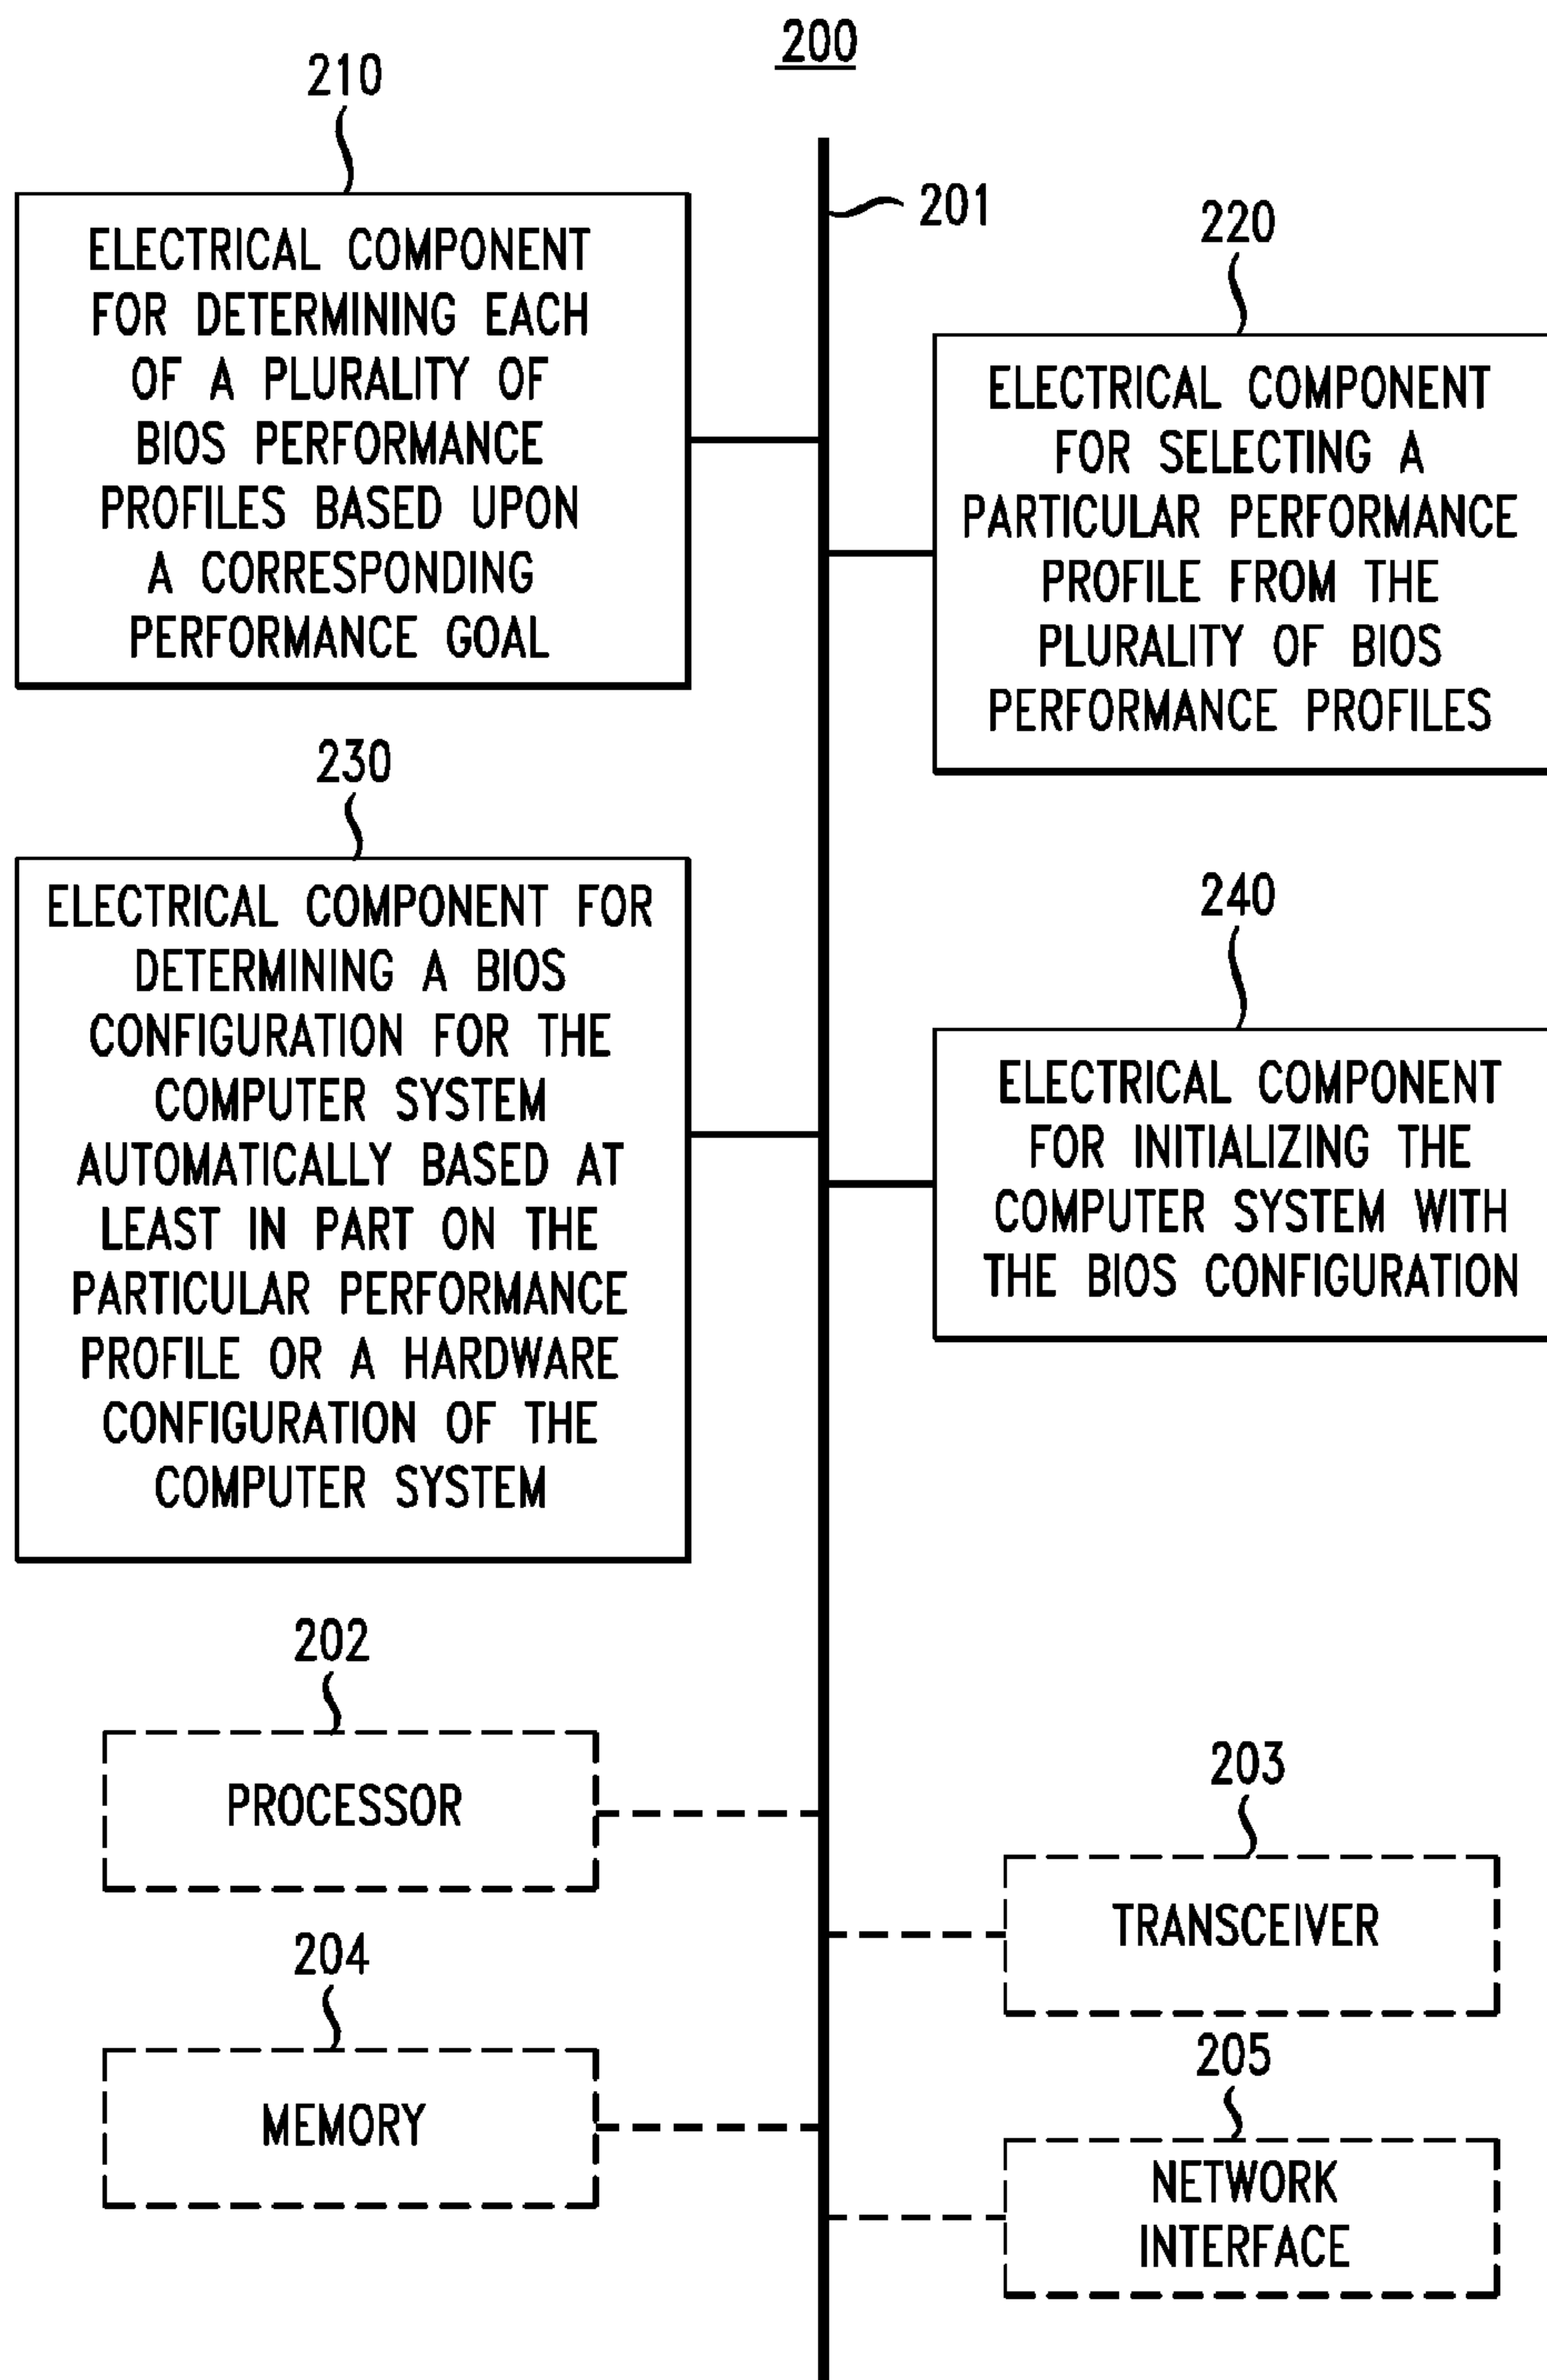 200
210
ELECTRICAL COMPONENT
FOR DETERMINING EACH
OF A PLURALITY OF
BIOS PERFORMANCE
PROFILES BASED UPON
A CORRESPONDING
PERFORMANCE GOAL
201
220
ELECTRICAL COMPONENT
FOR SELECTING A
PARTICULAR PERFORMANCE
PROFILE FROM THE
PLURALITY OF BIOS
PERFORMANCE PROFILES
230
ELECTRICAL COMPONENT FOR
DETERMINING A BIOS
CONFIGURATION FOR THE
COMPUTER SYSTEM
AUTOMATICALLY BASED AT
LEAST IN PART ON THE
PARTICULAR PERFORMANCE
PROFILE OR A HARDWARE
CONFIGURATION OF THE
COMPUTER SYSTEM
240
ELECTRICAL COMPONENT
FOR INITIALIZING THE
COMPUTER SYSTEM WITH
THE BIOS CONFIGURATION
202
PROCESSOR
203
TRANSCEIVER
204
MEMORY
205
NETWORK
INTERFACE